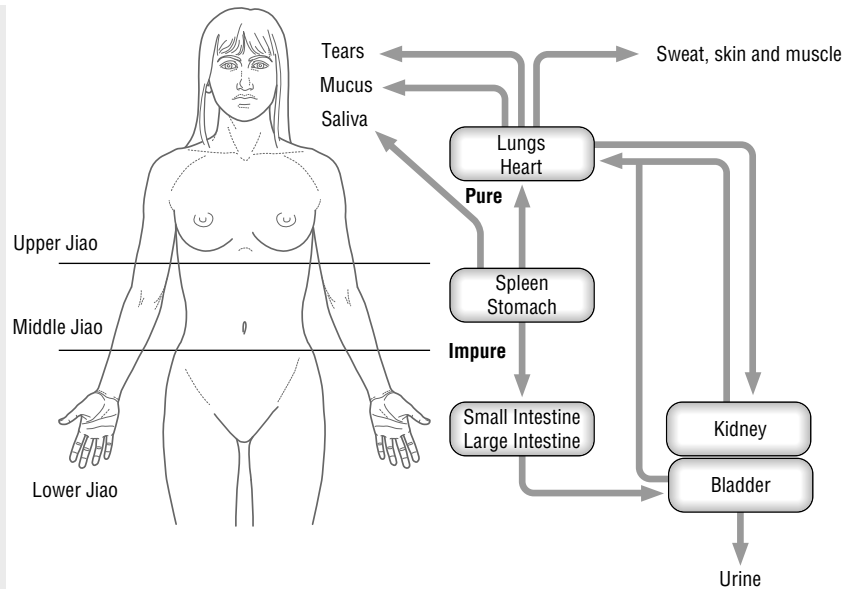 Tears
Mucus
Saliva
Sweat, skin and muscle
Lungs
Heart
Pure
Upper Jiao
Spleen
Stomach
Middle Jiao
Impure
Small Intestine
Large Intestine
Kidney
Lower Jiao
Bladder
Urine